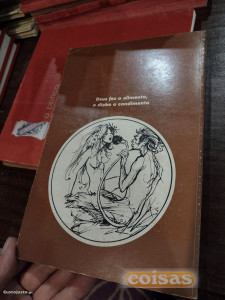 Deus fez o alimento,
o diabo o condimento
coisas